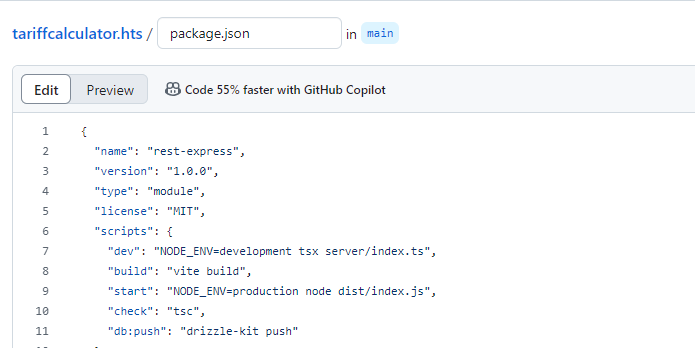 tariffcalculator.hts / package.json in main
Edit Preview Code 55% faster with GitHub Copilot
1 {
2 "name": "rest-express",
3 "version": "1.0.0",
4 "type": "module",
5 "license": "MIT",
6 "scripts": {
7 "dev": "NODE_ENV=development tsx server/index.ts",
8 "build": "vite build",
9 "start": "NODE_ENV=production node dist/index.js",
10 "check": "tsc",
11 "db:push": "drizzle-kit push"